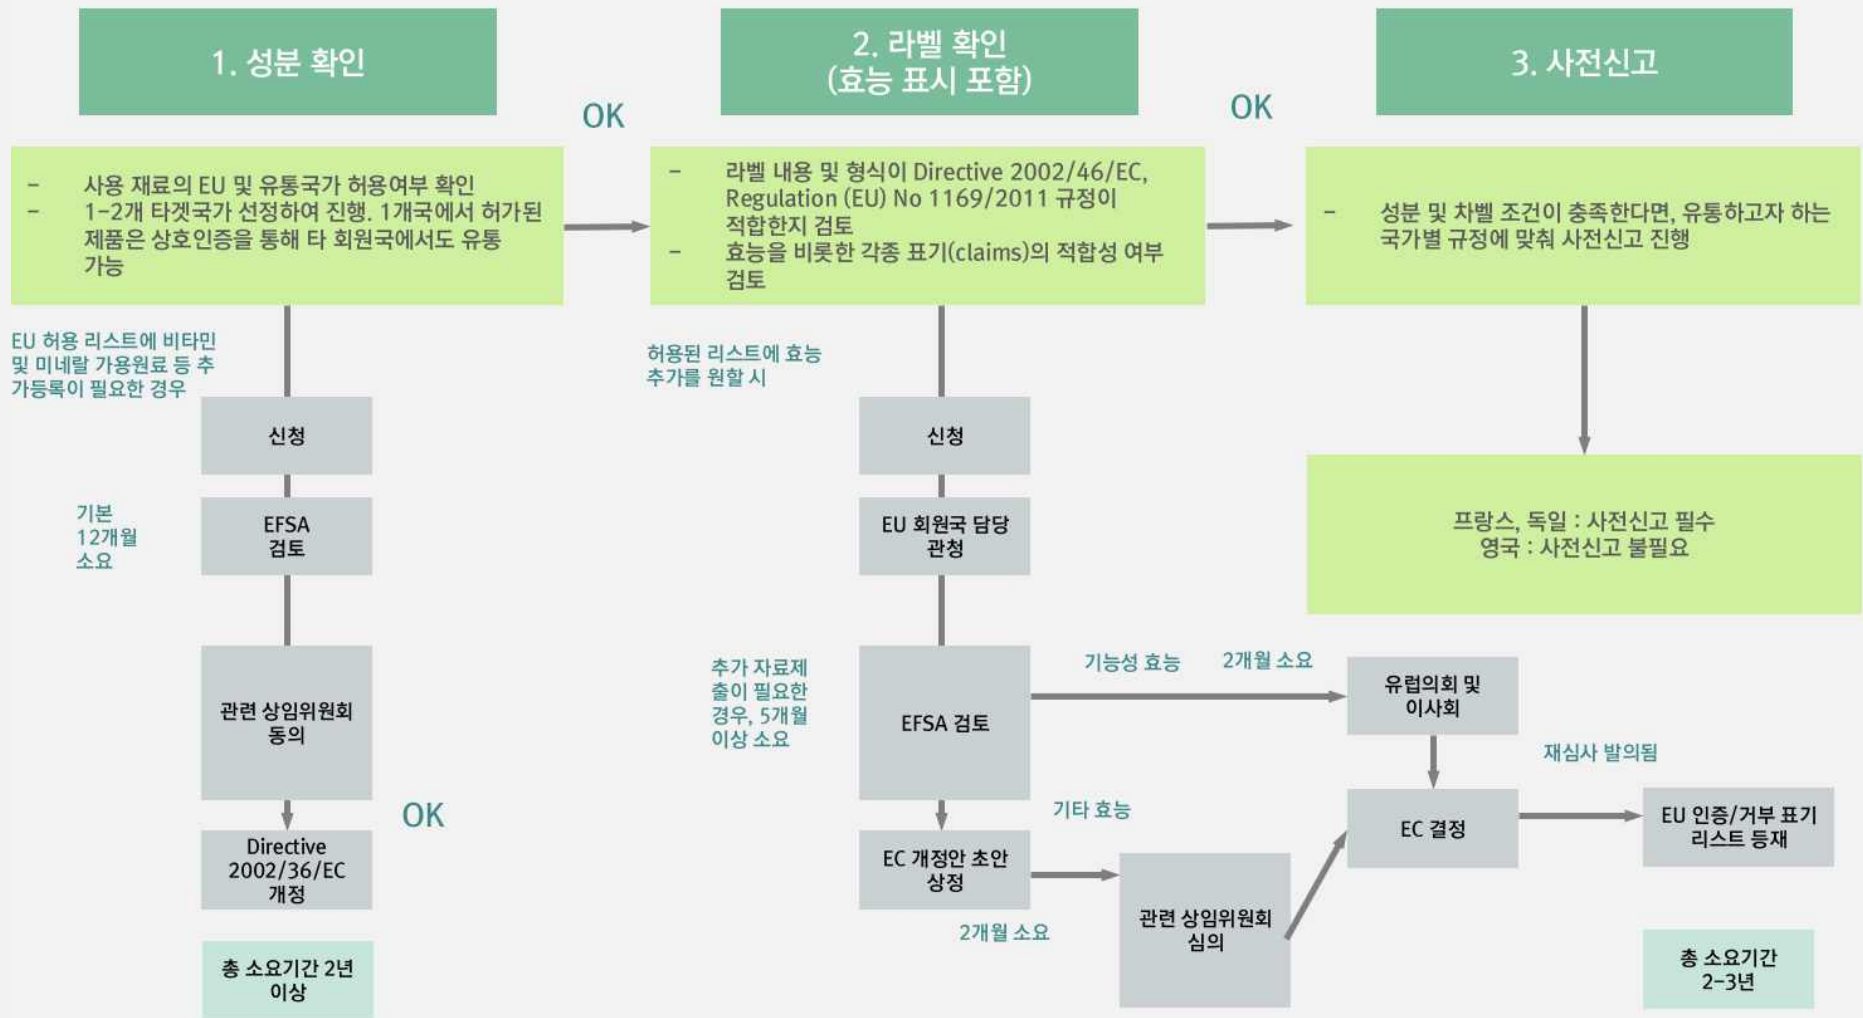 1. 성분 확인
OK
2. 라벨 확인
(효능 표시 포함)
OK
3. 사전신고
- 사용 재료의 EU 및 유통국가 허용여부 확인
- 1-2개 타겟국가 선정하여 진행. 1개국에서 허가된
제품은 상호인증을 통해 타 회원국에서도 유통
가능
- 라벨 내용 및 형식이 Directive 2002/46/EC,
Regulation (EU) No 1169/2011 규정이
적합한지 검토
- 효능을 비롯한 각종 표기(claims)의 적합성 여부
검토
- 성분 및 차벨 조건이 충족한다면, 유통하고자 하는
국가별 규정에 맞춰 사전신고 진행
EU 허용 리스트에 비타민
및 미네랄 가용원료 등 추
가등록이 필요한 경우
신청
기본
12개월
소요
EFSA
검토
관련 상임위원회
동의
OK
Directive
2002/36/EC
개정
총 소요기간 2년
이상
허용된 리스트에 효능
추가를 원할 시
신청
EU 회원국 담당
관청
추가 자료제
출이 필요한
경우, 5개월
이상 소요
EFSA 검토
기능성 효능
2개월 소요
기타 효능
EC 개정안 초안
상정
2개월 소요
관련 상임위원회
심의
프랑스, 독일 : 사전신고 필수
영국 : 사전신고 불필요
유럽의회 및
이사회
재심사 발의됨
EC 결정
EU 인증/거부 표기
리스트 등재
총 소요기간
2-3년